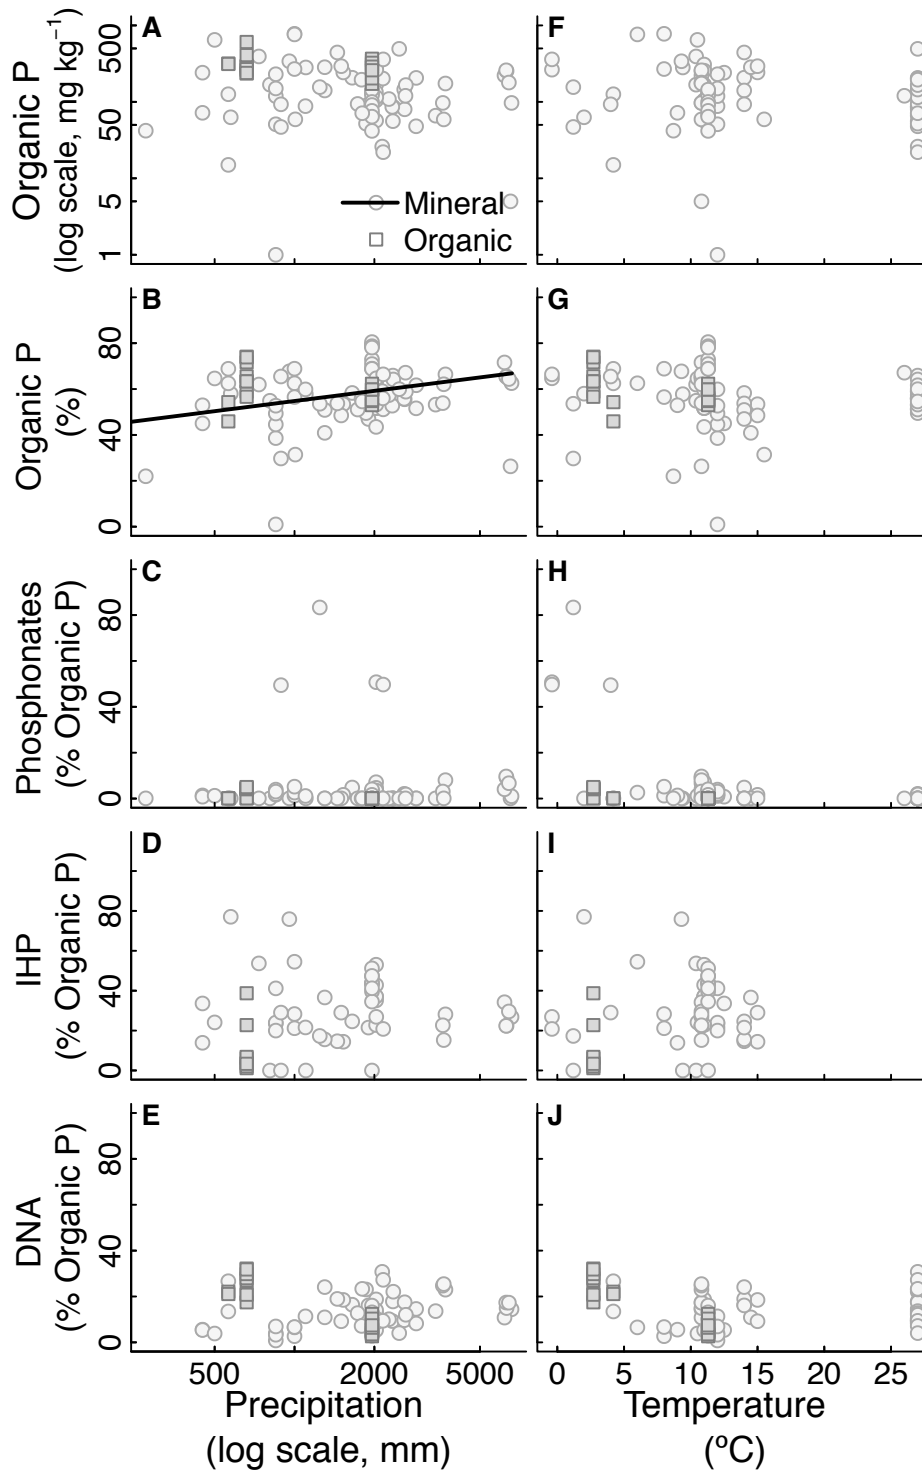 A
F
Organic P
(log scale, mg kg⁻¹)
500
50
5
1
Mineral
Organic
B
G
Organic P
(%)
80
40
0
C
H
Phosphonates
(% Organic P)
80
40
0
D
I
IHP
(% Organic P)
80
40
0
E
J
DNA
(% Organic P)
80
40
0
500 2000 5000
0 5 10 15 20 25
Precipitation
(log scale, mm)
Temperature
(ºC)